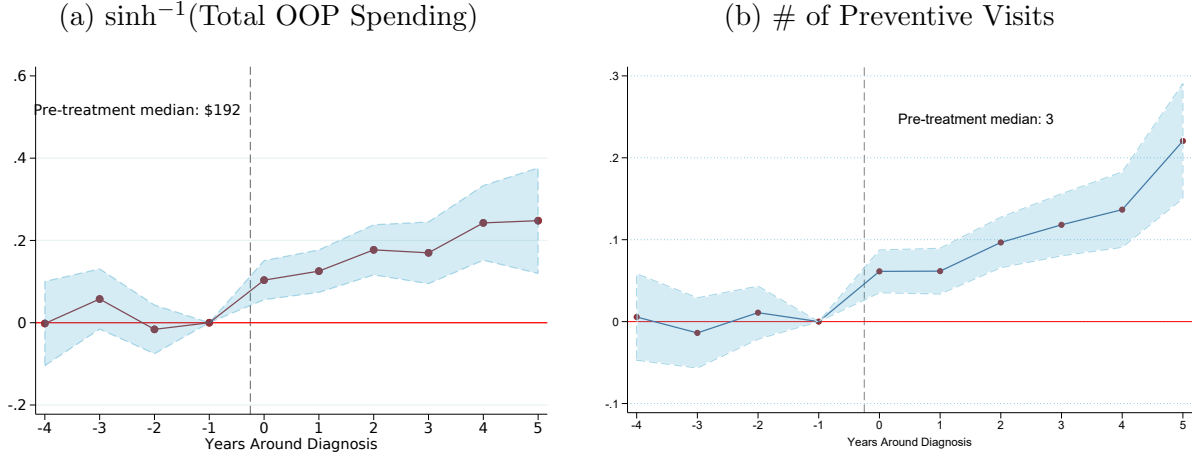 (a) sinh⁻¹(Total OOP Spending)
.6
Pre-treatment median: $192
.4
.2
0
-.2
-4 -3 -2 -1 0 1 2 3 4 5
Years Around Diagnosis
(b) # of Preventive Visits
.3
Pre-treatment median: 3
.2
.1
0
-.1
-4 -3 -2 -1 0 1 2 3 4 5
Years Around Diagnosis